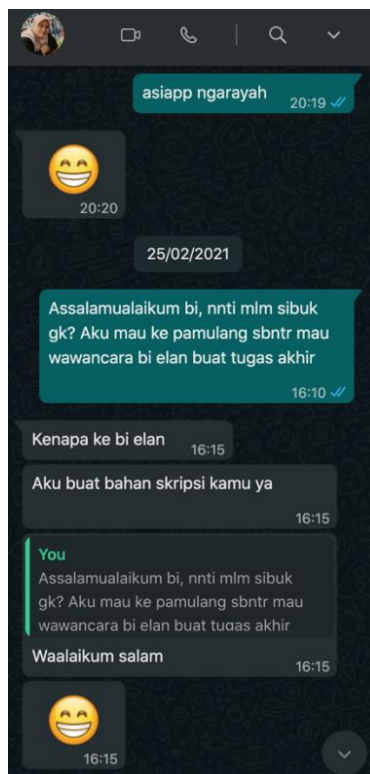 asiapp ngarayah
20:19
20:20
25/02/2021
Assalamualaikum bi, nnti mlm sibuk
gk? Aku mau ke pamulang sbntr mau
wawancara bi elan buat tugas akhir
16:10
Kenapa ke bi elan
16:15
Aku buat bahan skripsi kamu ya
16:15
You
Assalamualaikum bi, nnti mlm sibuk
gk? Aku mau ke pamulang sbntr mau
wawancara bi elan buat tugas akhir
Waalaikum salam
16:15
16:15